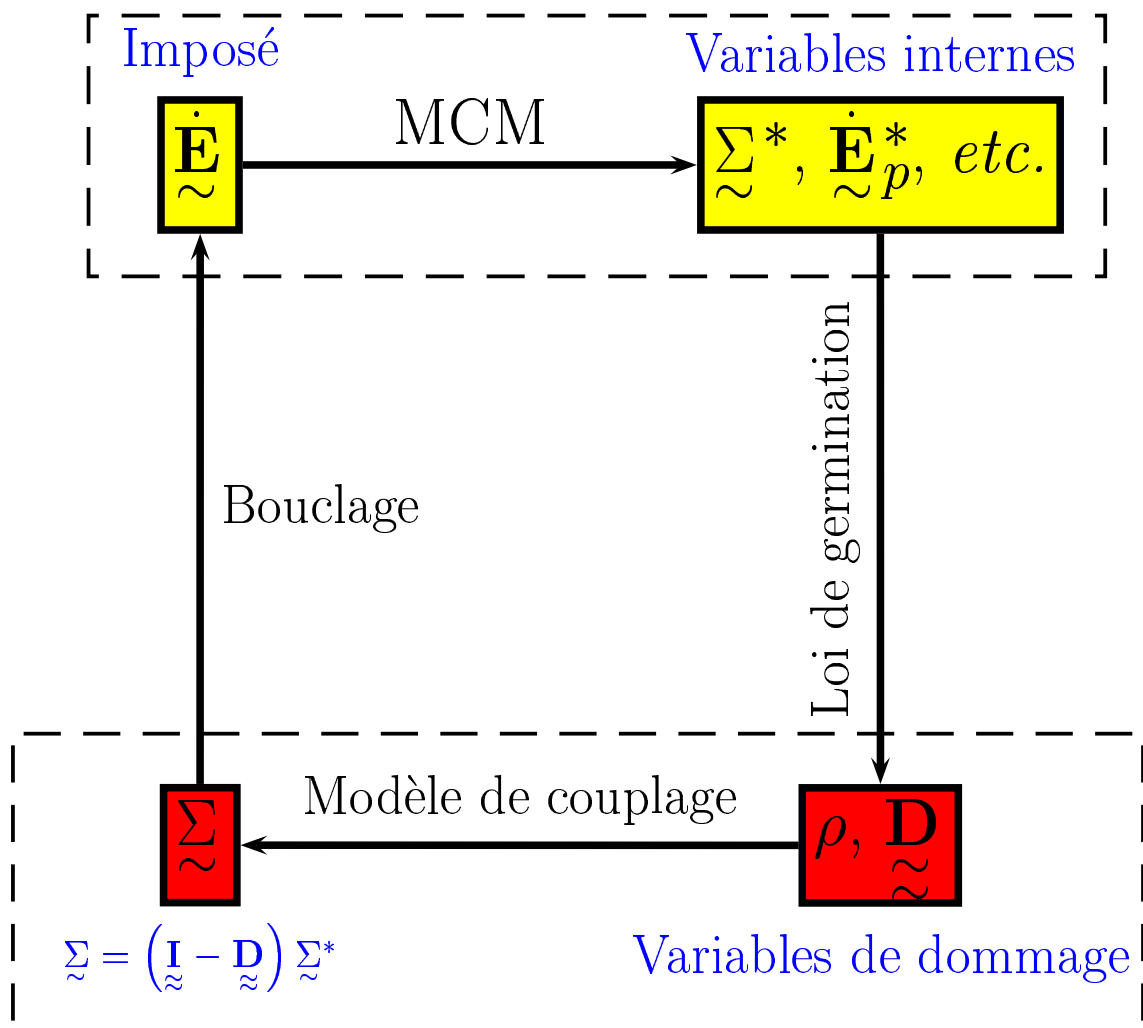 Imposé
Variables internes
Ė
MCM
Σ*, Ė*p, etc.
Bouclage
Loi de germination
Σ
Modèle de couplage
ρ, D
Σ = (I − D) Σ*
Variables de dommage